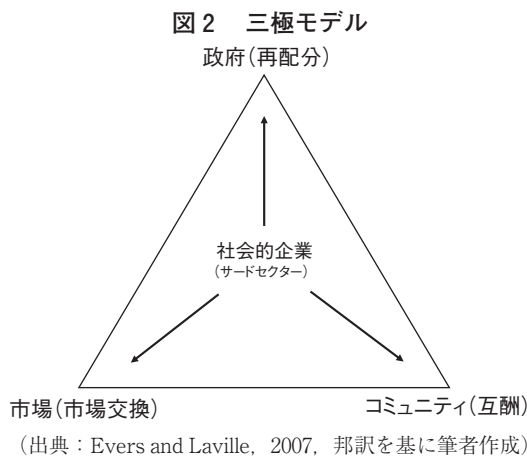 図2　三極モデル
政府(再配分)
社会的企業
(サードセクター)
市場(市場交換)
コミュニティ(互酬)
(出典：Evers and Laville, 2007, 邦訳を基に筆者作成)